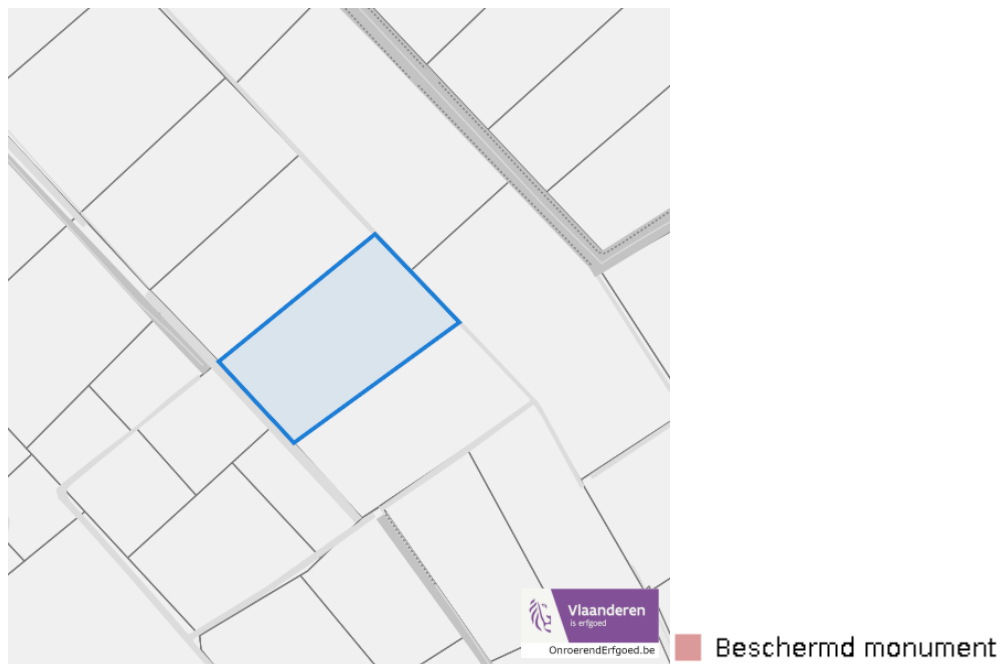 Vlaanderen
is erfgoed
OnroerendErfgoed.be
Beschermd monument